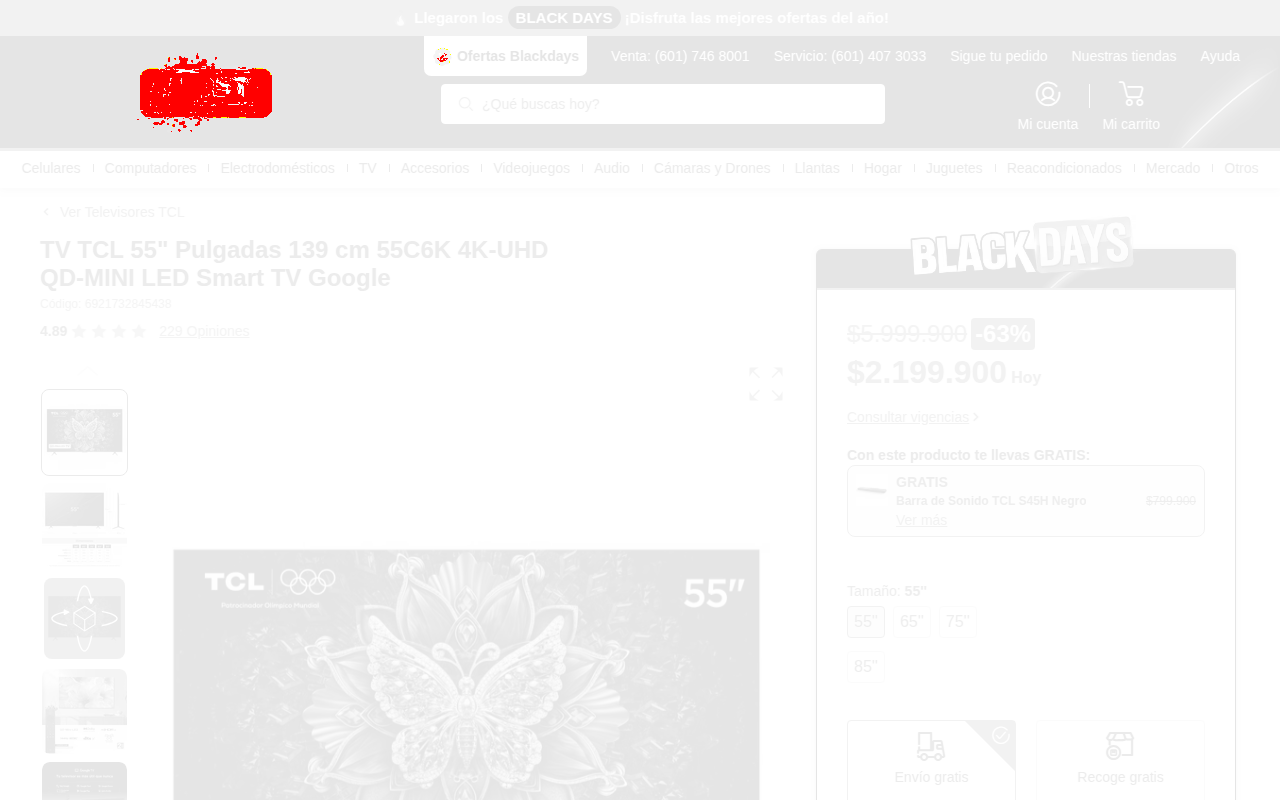 Llegaron los BLACK DAYS ¡Disfruta las mejores ofertas del año!
Ofertas Blackdays
Venta: (601) 746 8001
Servicio: (601) 407 3033
Sigue tu pedido
Nuestras tiendas
Ayuda
¿Qué buscas hoy?
Mi cuenta
Mi carrito
Celulares
Computadores
Electrodomésticos
TV
Accesorios
Videojuegos
Audio
Cámaras y Drones
Llantas
Hogar
Juguetes
Reacondicionados
Mercado
Otros
Ver Televisores TCL
TV TCL 55" Pulgadas 139 cm 55C6K 4K-UHD
QD-MINI LED Smart TV Google
Código: 6921732845436
4.89
229 Opiniones
TCL
55"
BLACK DAYS
$5.999.900 -63%
$2.199.900 Hoy
Consultar vigencias
Con este producto te llevas GRATIS:
GRATIS
Barra de Sonido TCL S45H Negro
$799.900
Ver más
Tamaño: 55"
55"
65"
75"
85"
Envío gratis
Recoge gratis